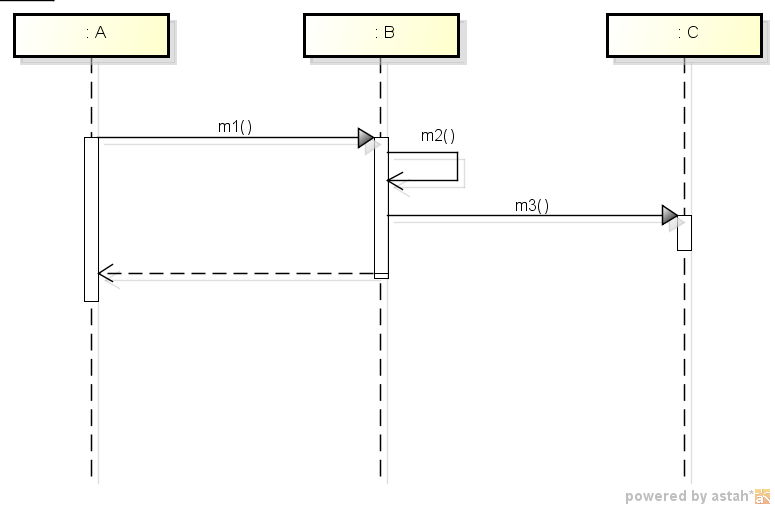 : A
: B
: C
m1()
m2()
m3()
powered by astah*